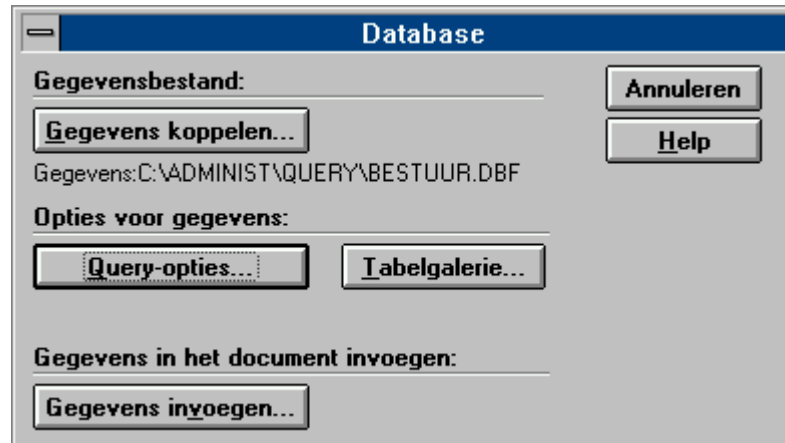 Database
Gegevensbestand:
Annuleren
Gegevens koppelen...
Help
Gegevens:C:\ADMINIST\QUERY\BESTUUR.DBF
Opties voor gegevens:
Query-opties... Tabelgalerie...
Gegevens in het document invoegen:
Gegevens invoegen...